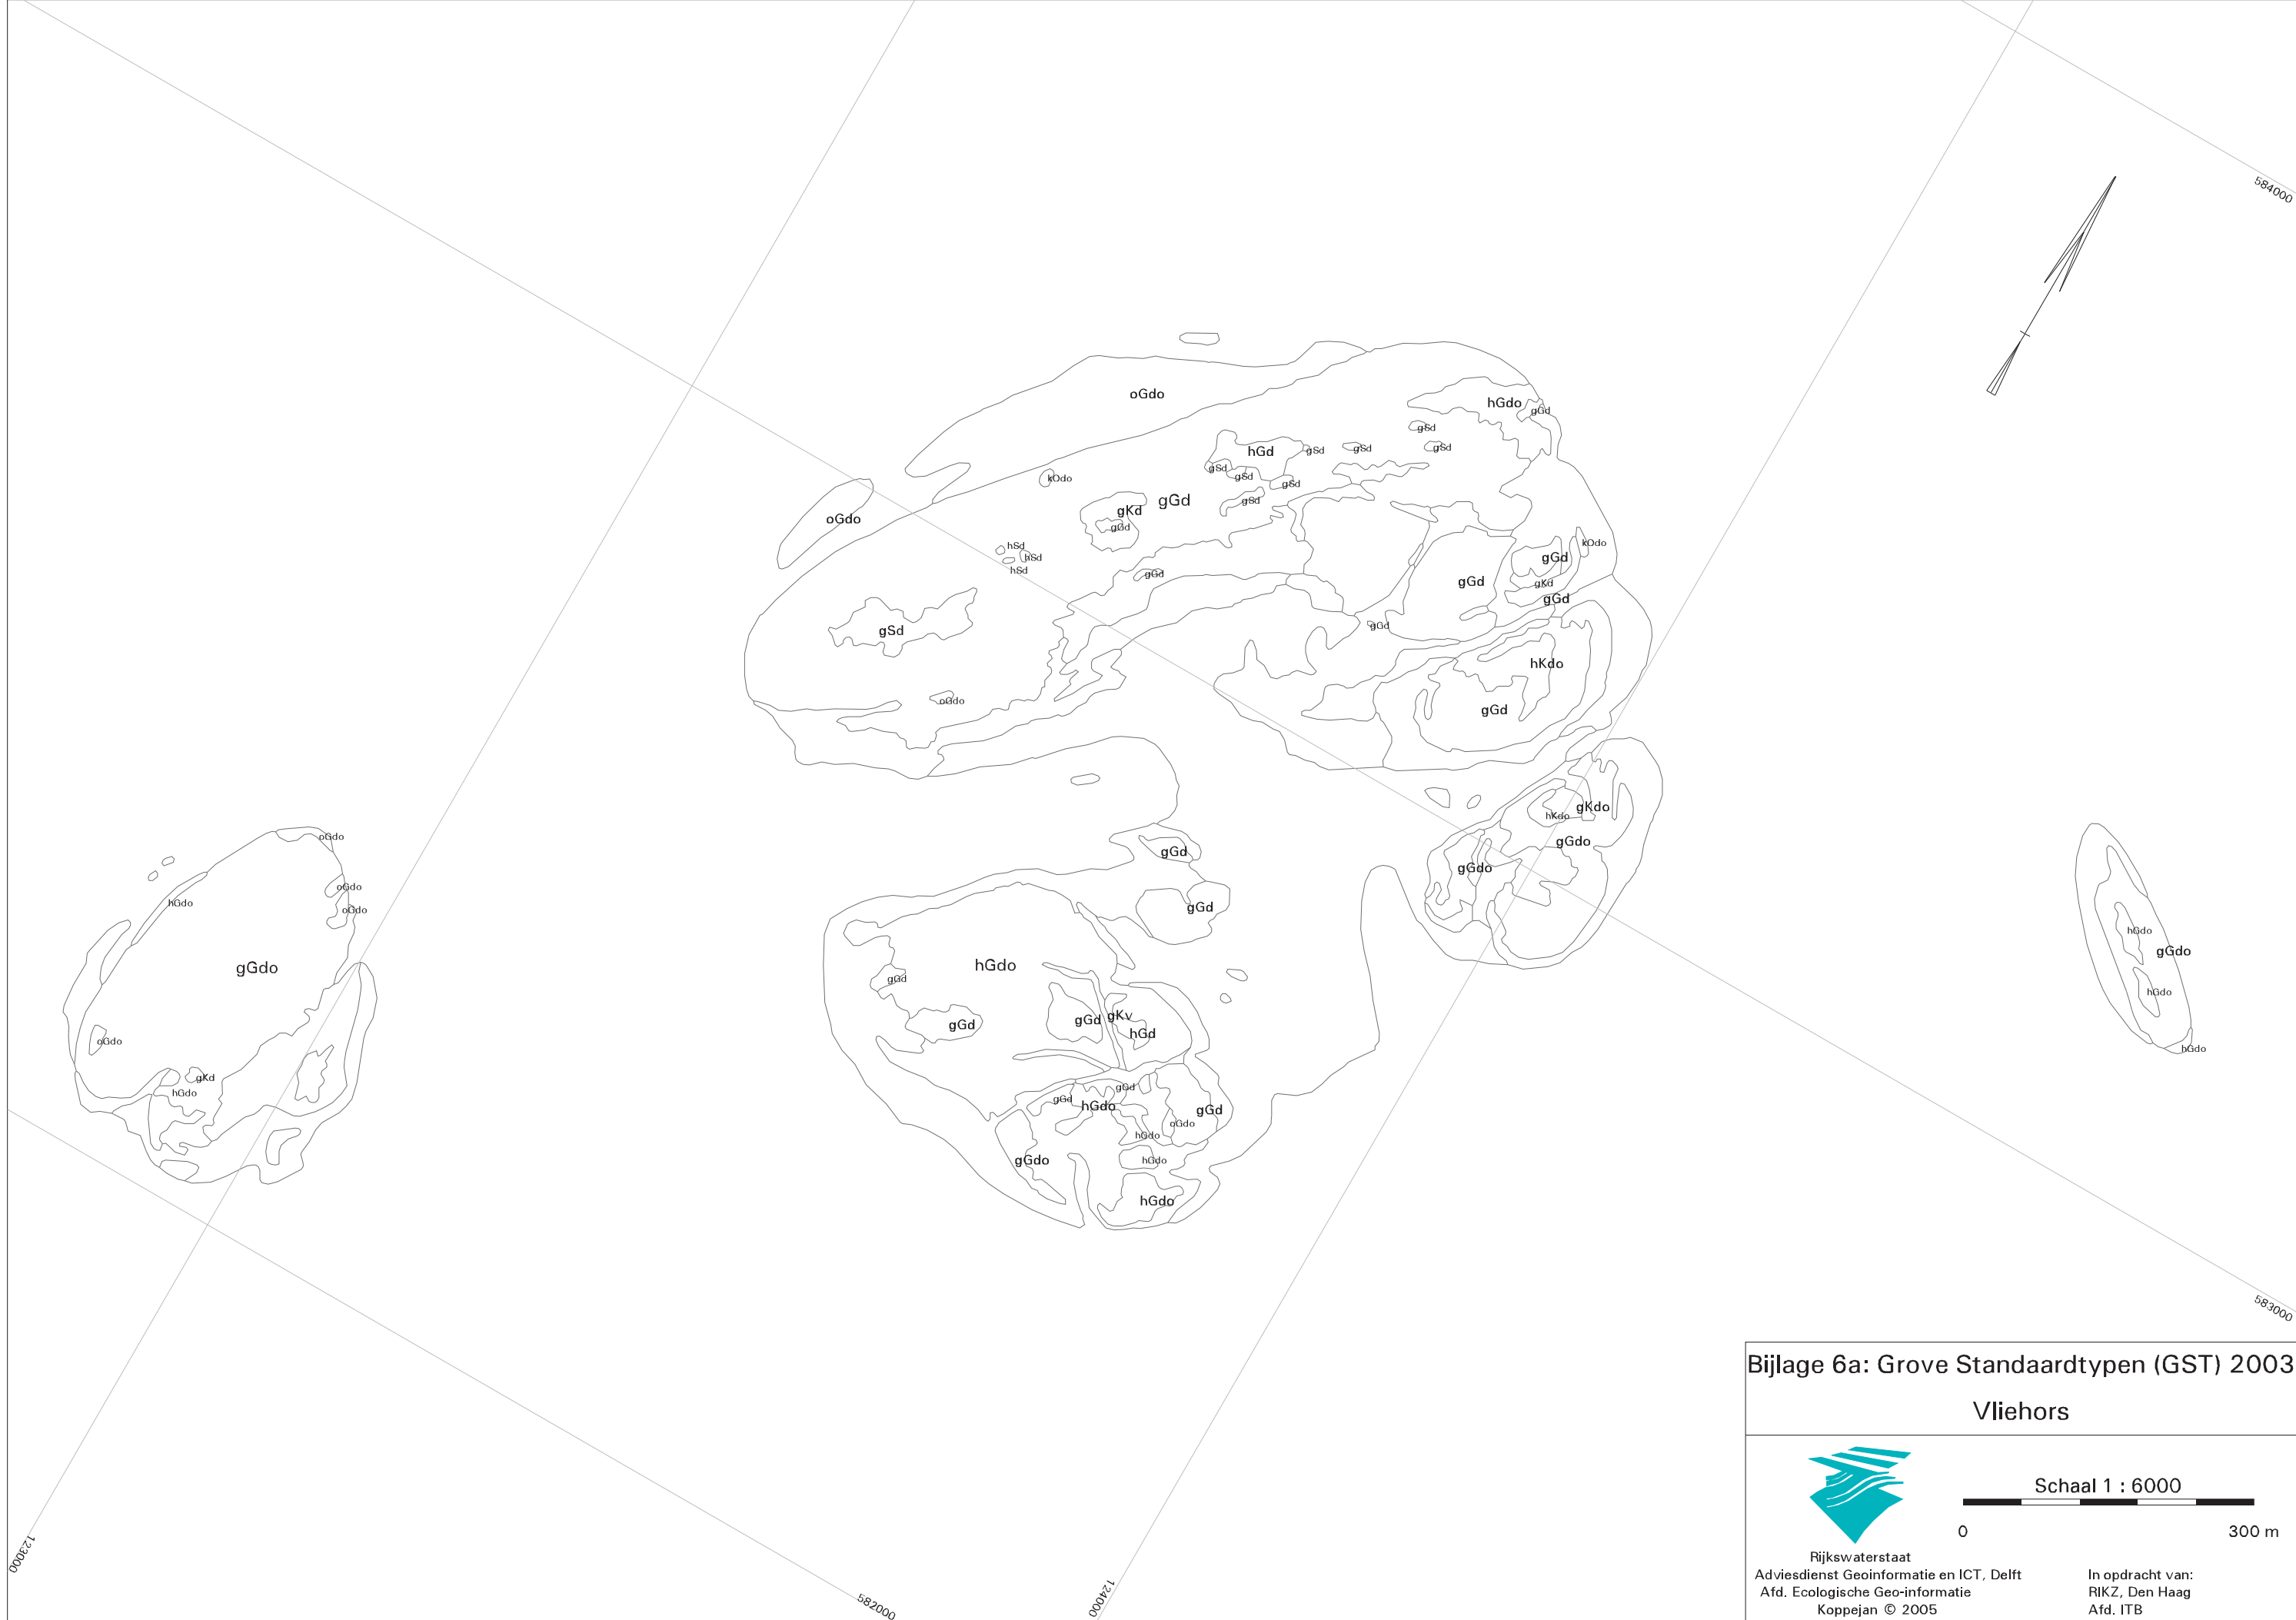 584000
oGdo
hGdo
gGd
gSd
hGd
gSd
gSd
gSd
gSd
gSd
gSd
kOdo
gGd
gSd
gKd
oGdo
gGd
kOdo
hSd
hSd
gGd
hSd
gGd
gGd
gKd
gGd
gSd
gGd
hKdo
oGdo
gGd
gKdo
hKdo
oGdo
gGdo
gGd
gGdo
oGdo
hGdo
gGd
oGdo
hGdo
gGdo
hGdo
gGdo
gGd
hGdo
gKv
gGd
gGd
hGd
oGdo
hGdo
gKd
gGd
hGdo
gGd
hGdo
gGd
oGdo
hGdo
gGdo
hGdo
hGdo
583000
Bijlage 6a: Grove Standaardtypen (GST) 2003
Vliehors
Schaal 1 : 6000
0
300 m
123000
582000
124000
Rijkswaterstaat
Adviesdienst Geoinformatie en ICT, Delft
Afd. Ecologische Geo-informatie
Koppejan © 2005
In opdracht van:
RIKZ, Den Haag
Afd. ITB